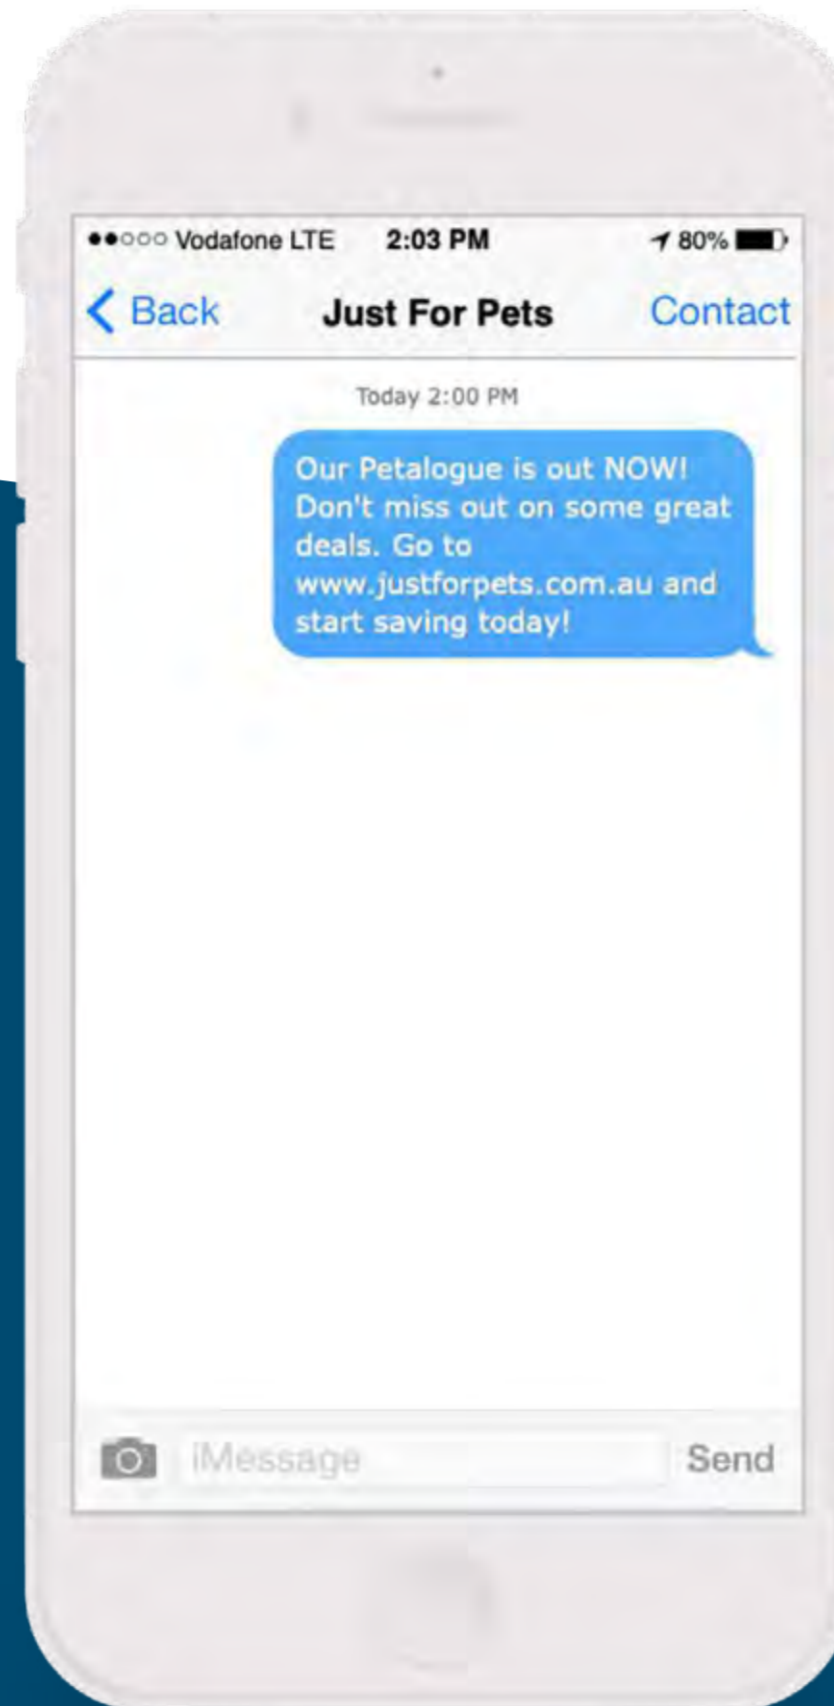 Vodafone LTE 2:03 PM 80%
Back Just For Pets Contact
Today 2:00 PM
Our Petalogue is out NOW!
Don't miss out on some great
deals. Go to
www.justforpets.com.au and
start saving today!
iMessage Send